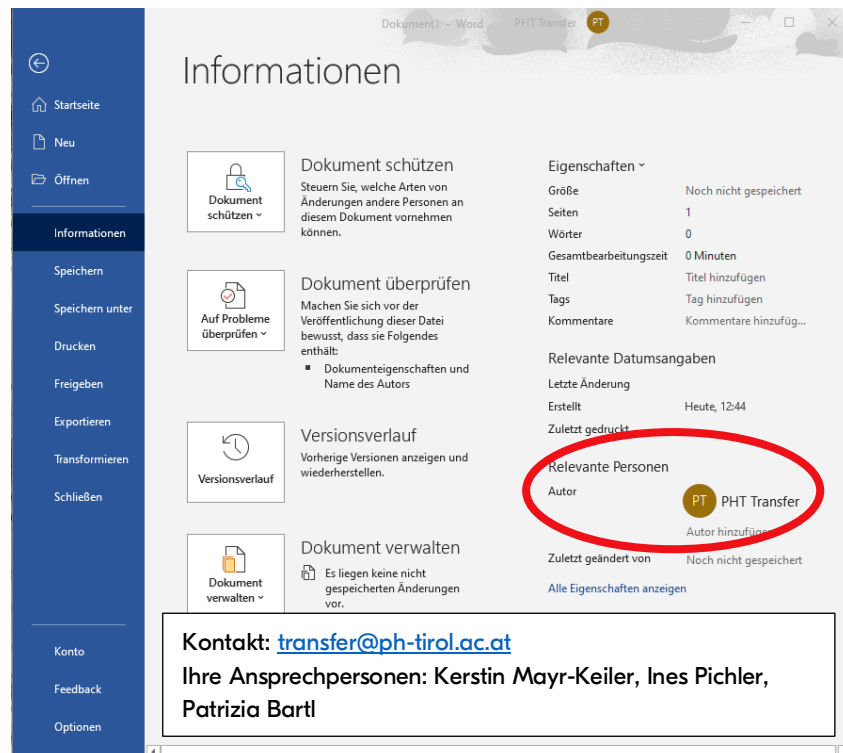 Dokument1 - Word
PHT Transfer
PT
Informationen
Startseite
Neu
Öffnen
Informationen
Speichern
Speichern unter
Drucken
Freigeben
Exportieren
Transformieren
Schließen
Konto
Feedback
Optionen
Dokument
schützen
Dokument schützen
Steuern Sie, welche Arten von
Änderungen andere Personen an
diesem Dokument vornehmen
können.
Auf Probleme
überprüfen
Dokument überprüfen
Machen Sie sich vor der
Veröffentlichung dieser Datei
bewusst, dass sie Folgendes
enthält:
Dokumenteigenschaften und
Name des Autors
Versionsverlauf
Versionsverlauf
Vorherige Versionen anzeigen und
wiederherstellen.
Dokument
verwalten
Dokument verwalten
Es liegen keine nicht
gespeicherten Änderungen
vor.
Eigenschaften
Größe Noch nicht gespeichert
Seiten 1
Wörter 0
Gesamtbearbeitungszeit 0 Minuten
Titel Titel hinzufügen
Tags Tag hinzufügen
Kommentare Kommentare hinzufüg...
Relevante Datumsangaben
Letzte Änderung
Erstellt Heute, 12:44
Zuletzt gedruckt
Relevante Personen
Autor
PT PHT Transfer
Autor hinzufügen
Zuletzt geändert von Noch nicht gespeichert
Alle Eigenschaften anzeigen
Kontakt: transfer@ph-tirol.ac.at
Ihre Ansprechpersonen: Kerstin Mayr-Keiler, Ines Pichler,
Patrizia Bartl